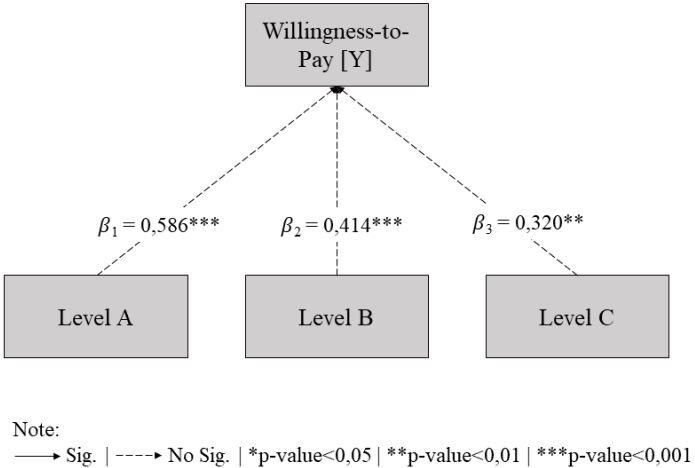 Willingness-to-
Pay [Y]
β₁ = 0,586*** β₂ = 0,414*** β₃ = 0,320**
Level A Level B Level C
Note:
Sig. | No Sig. | *p-value<0,05 | **p-value<0,01 | ***p-value<0,001